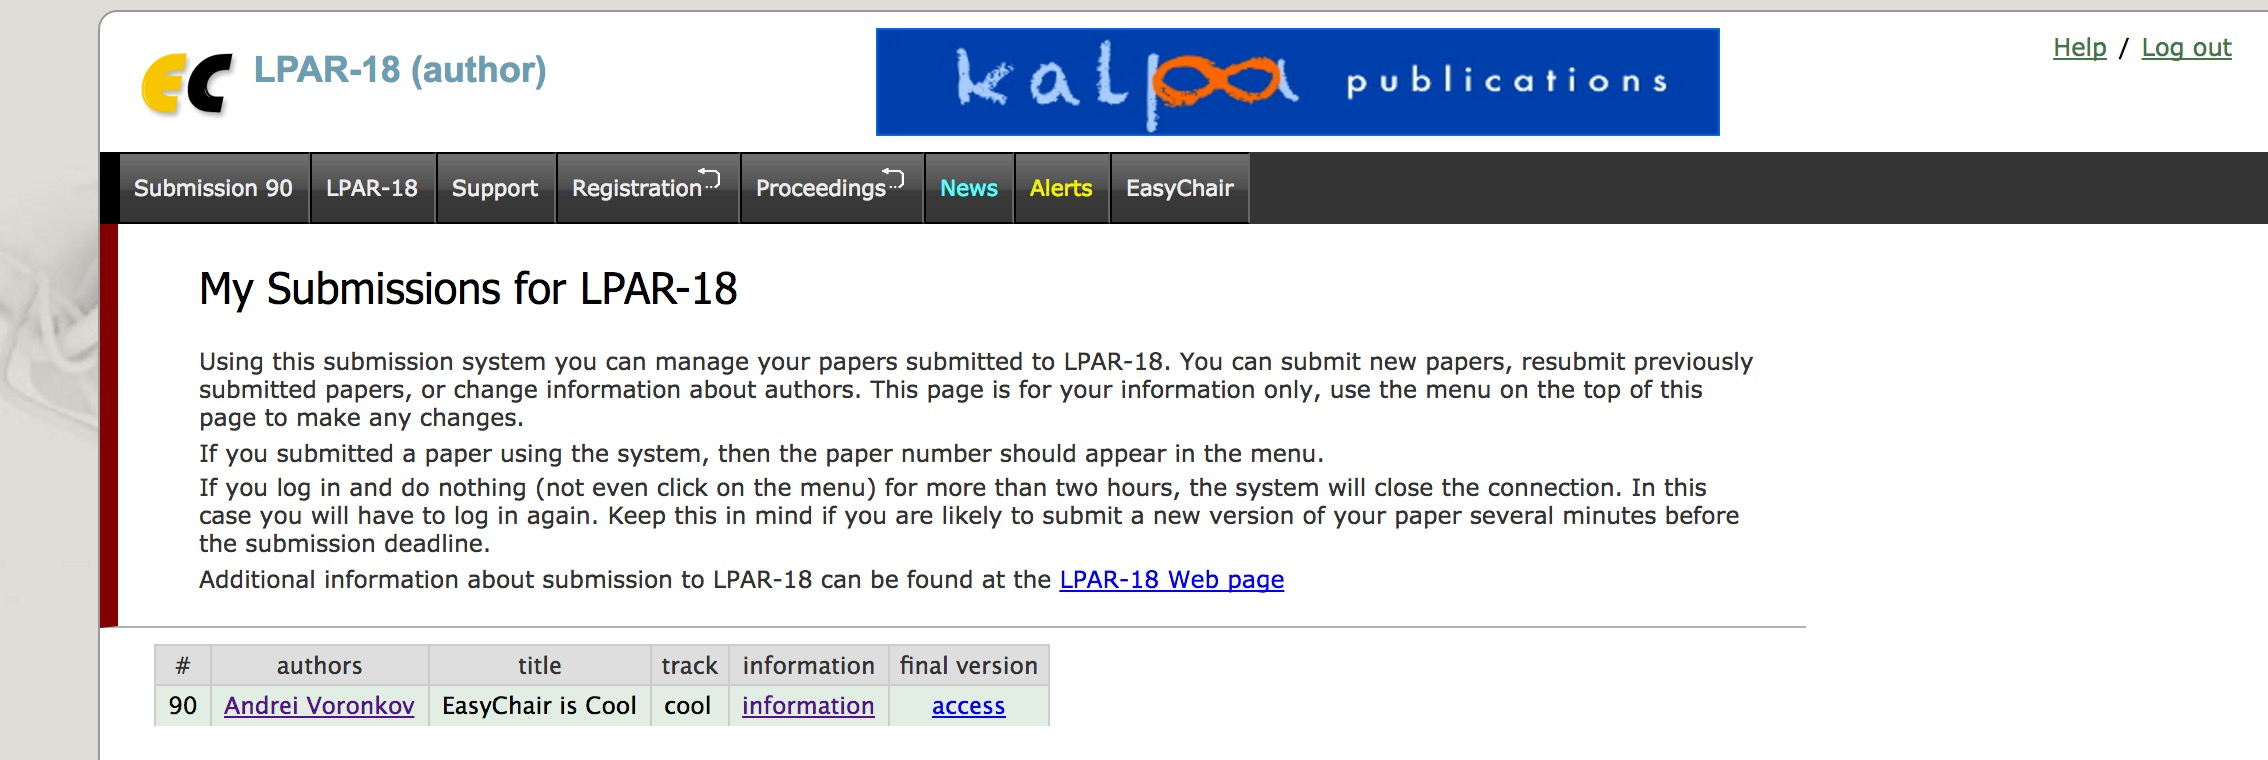 EC LPAR-18 (author)
kalpa publications
Help / Log out
Submission 90 LPAR-18 Support Registration Proceedings News Alerts EasyChair
My Submissions for LPAR-18
Using this submission system you can manage your papers submitted to LPAR-18. You can submit new papers, resubmit previously
submitted papers, or change information about authors. This page is for your information only, use the menu on the top of this
page to make any changes.
If you submitted a paper using the system, then the paper number should appear in the menu.
If you log in and do nothing (not even click on the menu) for more than two hours, the system will close the connection. In this
case you will have to log in again. Keep this in mind if you are likely to submit a new version of your paper several minutes before
the submission deadline.
Additional information about submission to LPAR-18 can be found at the LPAR-18 Web page
# authors title track information final version
90 Andrei Voronkov EasyChair is Cool cool information access